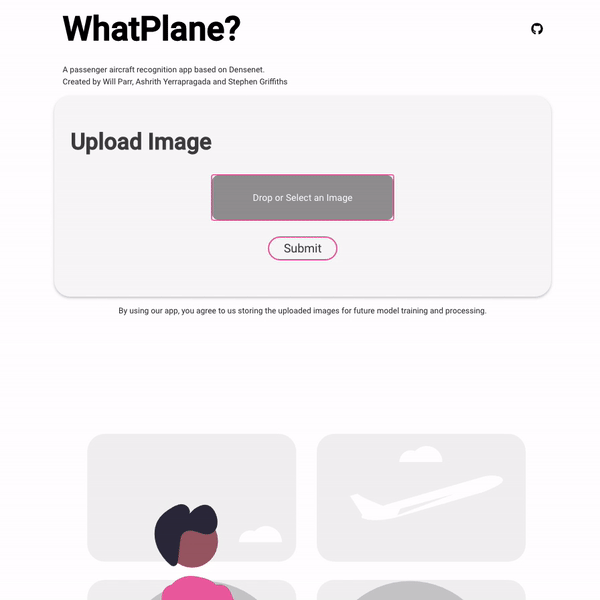 WhatPlane?
A passenger aircraft recognition app based on Densenet.
Created by Will Parr, Ashrith Yerrapragada and Stephen Griffiths
Upload Image
Drop or Select an Image
Submit
By using our app, you agree to us storing the uploaded images for future model training and processing.